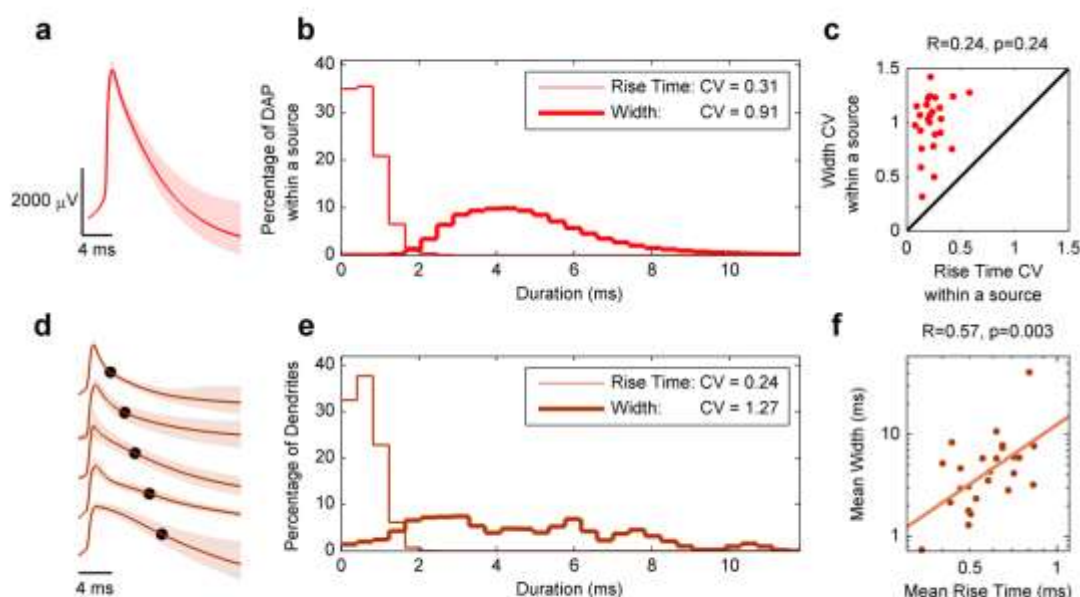 a
2000 μV
4 ms
b
Percentage of DAP
within a source
40
30
20
10
0
Rise Time: CV = 0.31
Width: CV = 0.91
0 2 4 6 8 10
Duration (ms)
c
R=0.24, p=0.24
Width CV
within a source
1.5
1
0.5
0
0 0.5 1 1.5
Rise Time CV
within a source
d
4 ms
e
Percentage of Dendrites
40
30
20
10
0
Rise Time: CV = 0.24
Width: CV = 1.27
0 2 4 6 8 10
Duration (ms)
f
R=0.57, p=0.003
Mean Width (ms)
10
1
0.5 1
Mean Rise Time (ms)